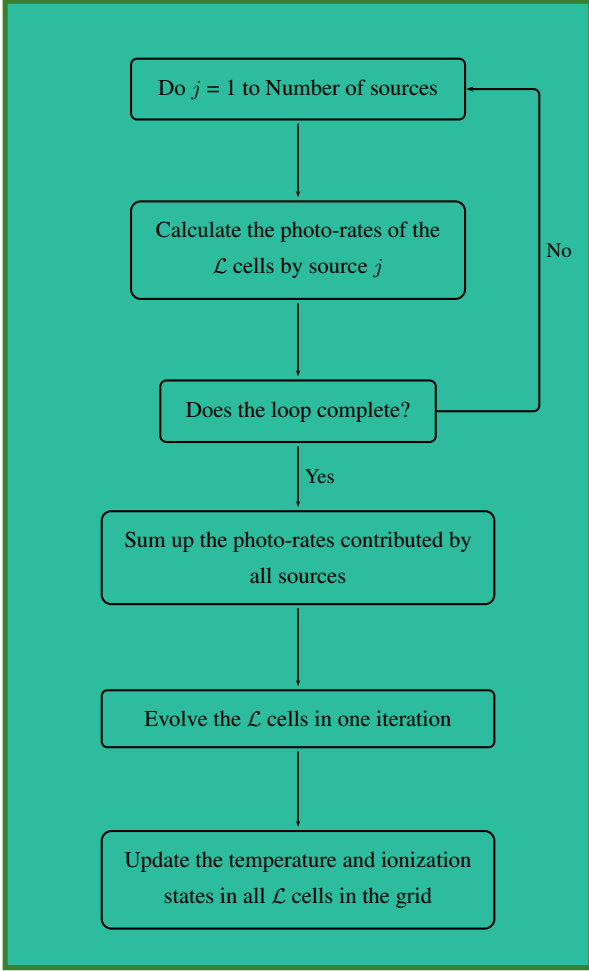 Do j = 1 to Number of sources
Calculate the photo-rates of the
ℒ cells by source j
No
Does the loop complete?
Yes
Sum up the photo-rates contributed by
all sources
Evolve the ℒ cells in one iteration
Update the temperature and ionization
states in all ℒ cells in the grid